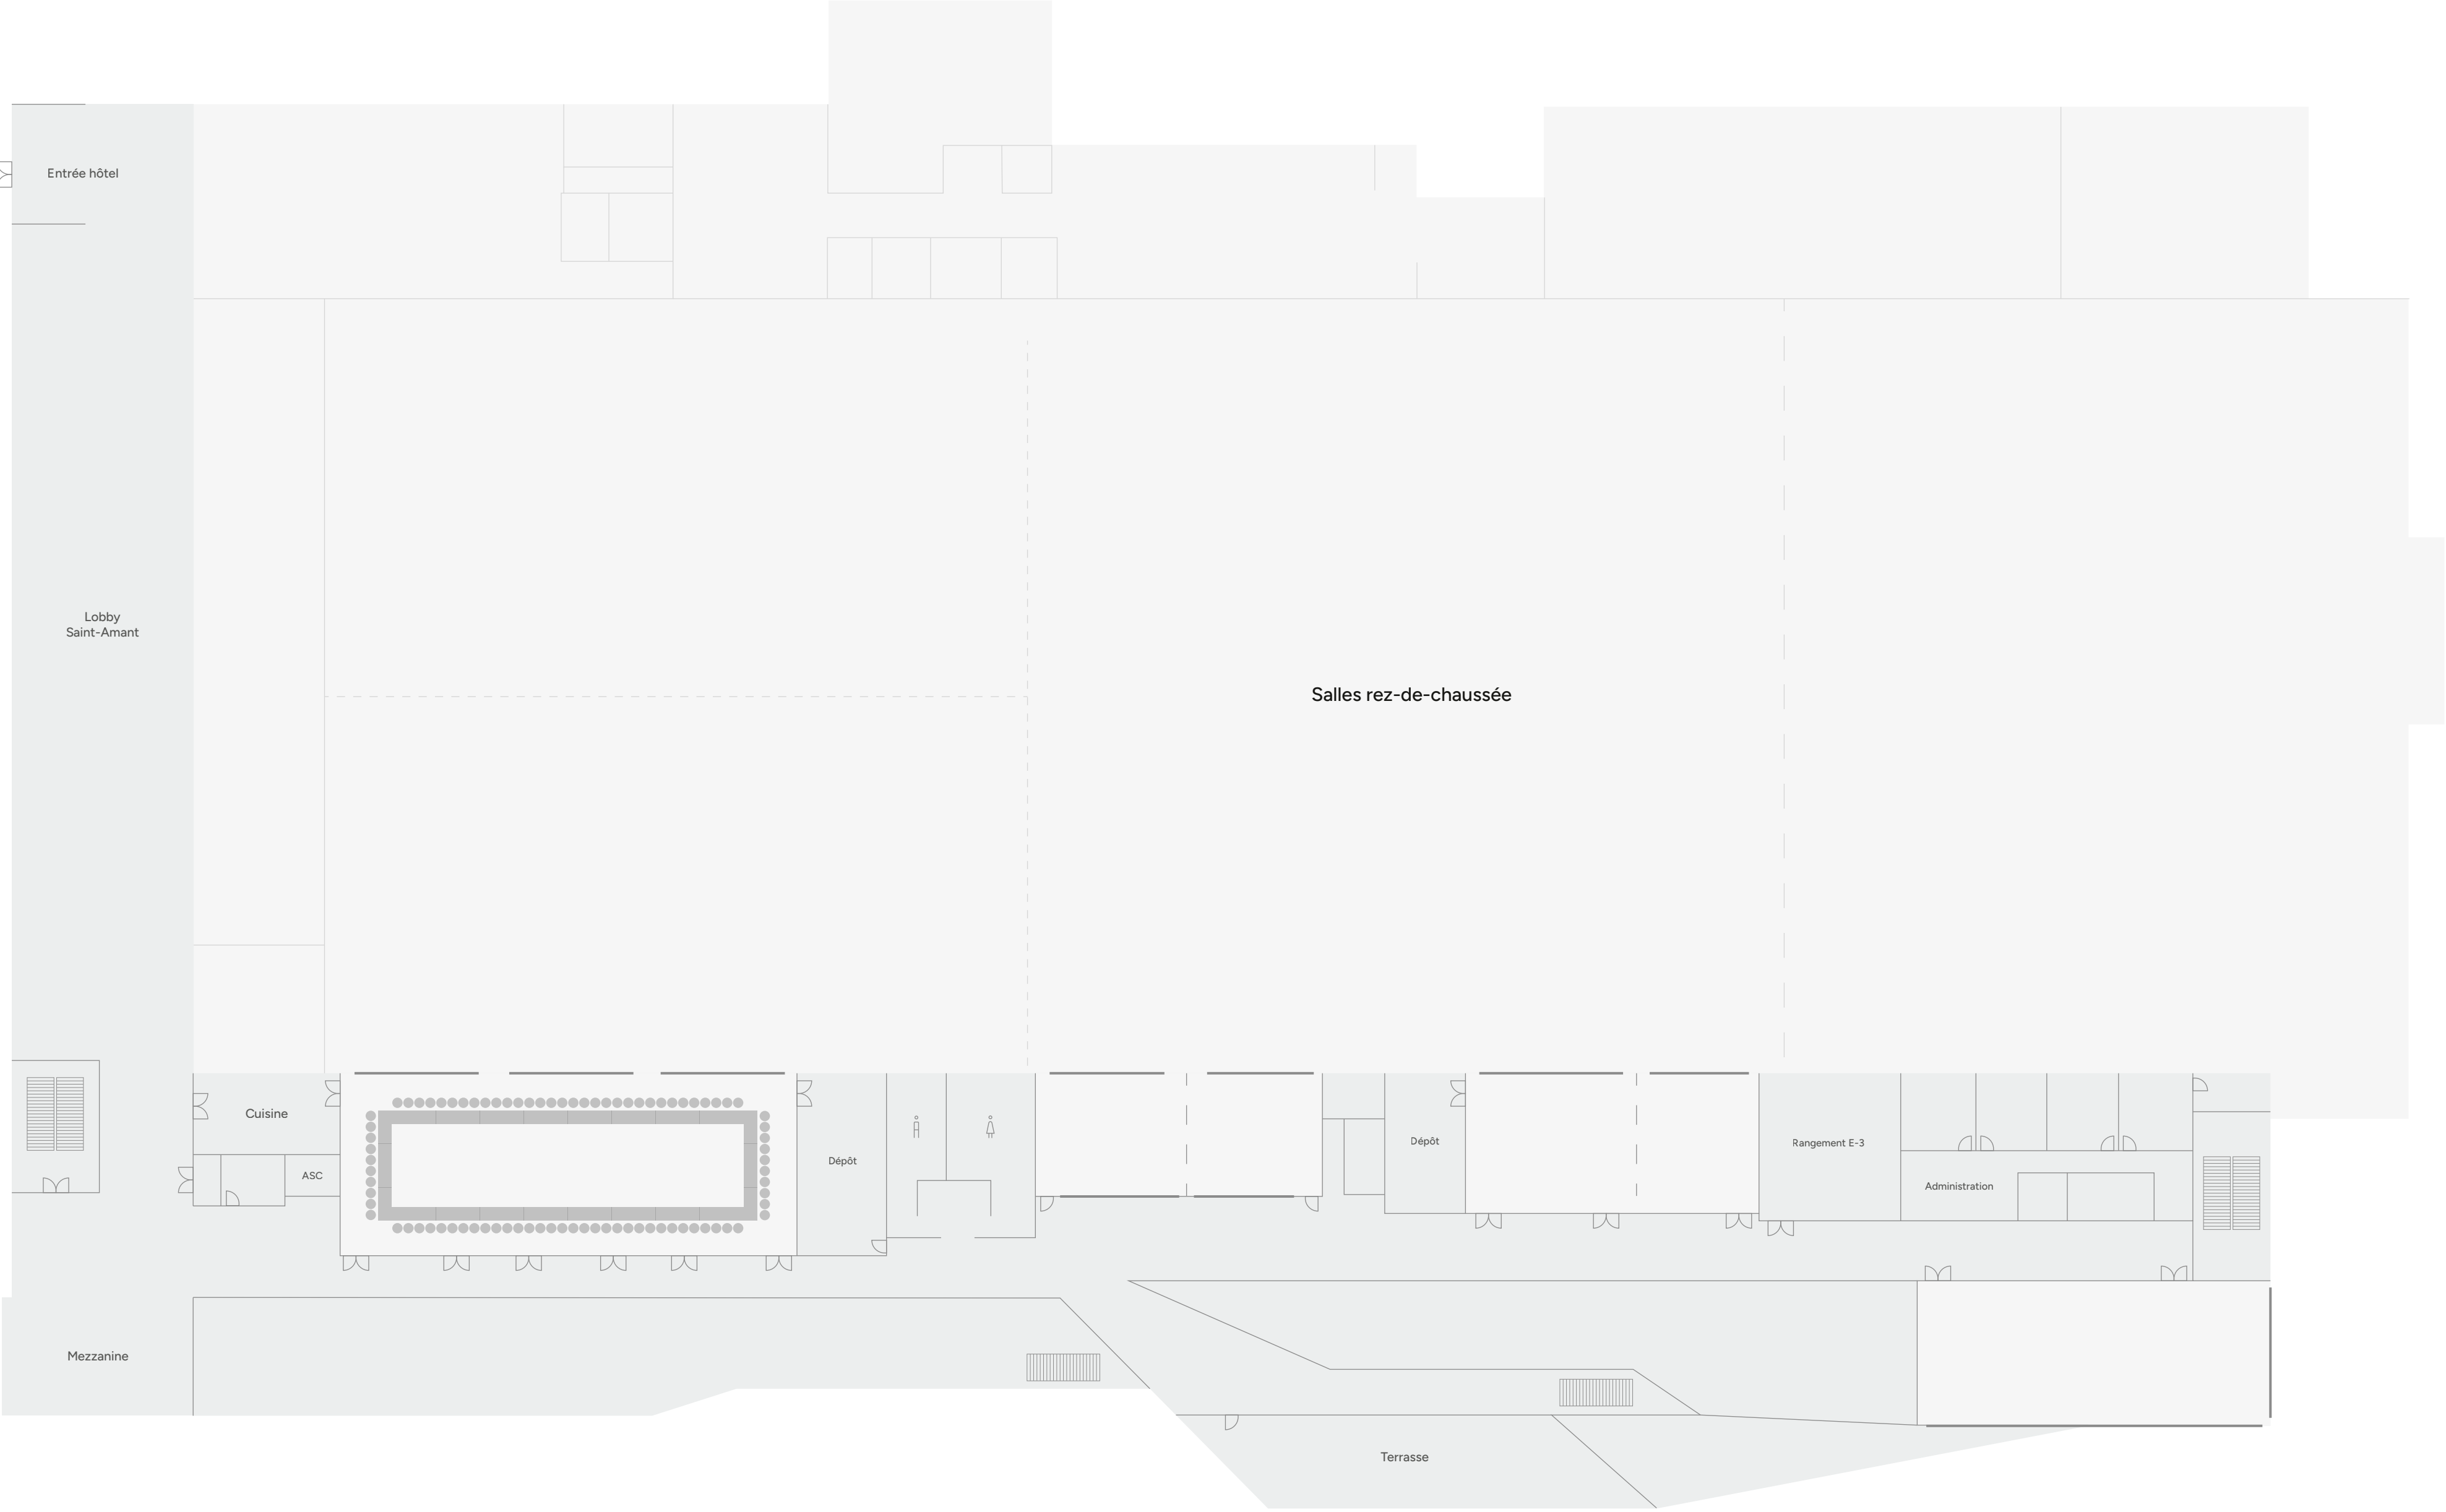 Entrée hôtel
Lobby
Saint-Amant
Salles rez-de-chaussée
Cuisine
ASC
Dépôt
Dépôt
Rangement E-3
Administration
Mezzanine
Terrasse